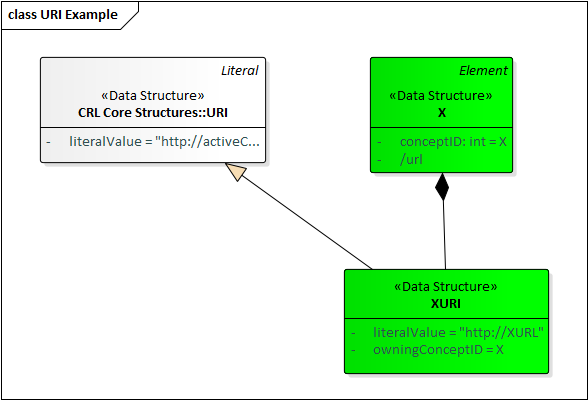 class URI Example
Literal
«Data Structure»
CRL Core Structures::URI
- literalValue = "http://activeC...
Element
«Data Structure»
X
- conceptID: int = X
- /url
«Data Structure»
XURI
- literalValue = "http://XURL"
- owningConceptID = X